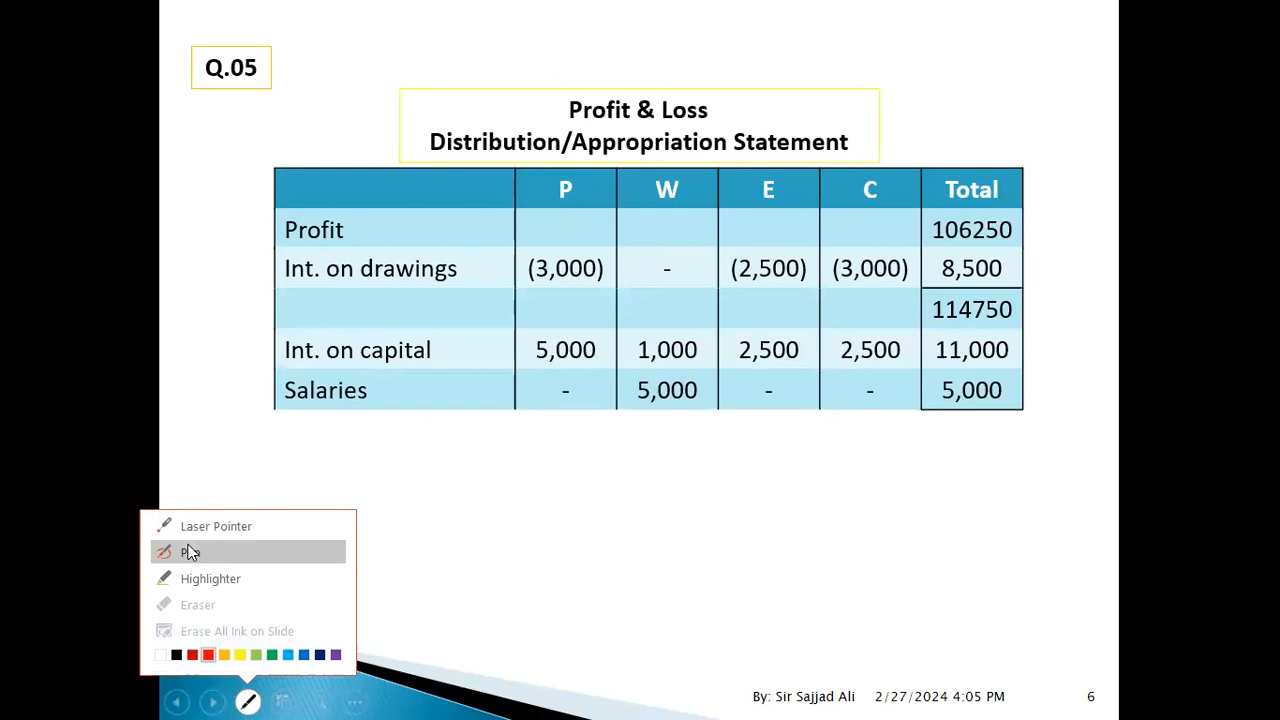 Q.05
Profit & Loss
Distribution/Appropriation Statement
P W E C Total
Profit 106250
Int. on drawings (3,000) - (2,500) (3,000) 8,500
114750
Int. on capital 5,000 1,000 2,500 2,500 11,000
Salaries - 5,000 - - 5,000
Laser Pointer
Highlighter
Eraser
Erase All Ink on Slide
By: Sir Sajjad Ali 2/27/2024 4:05 PM 6